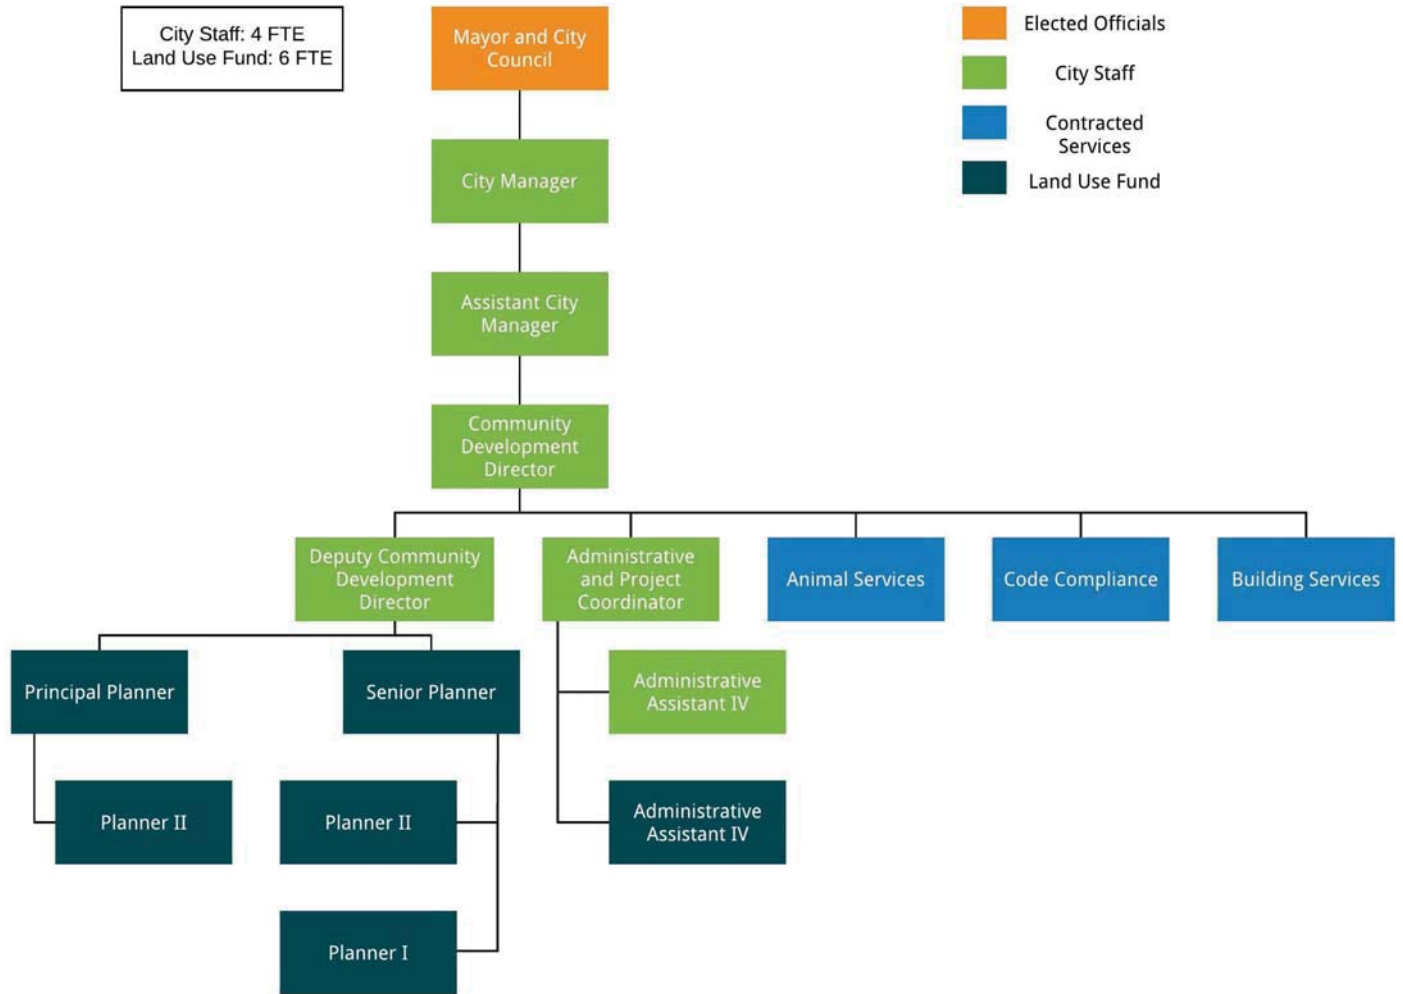 City Staff: 4 FTE
Land Use Fund: 6 FTE
Mayor and City
Council
Elected Officials
City Staff
Contracted
Services
Land Use Fund
City Manager
Assistant City
Manager
Community
Development
Director
Deputy Community
Development
Director
Administrative
and Project
Coordinator
Animal Services
Code Compliance
Building Services
Principal Planner
Senior Planner
Administrative
Assistant IV
Planner II
Planner II
Administrative
Assistant IV
Planner I